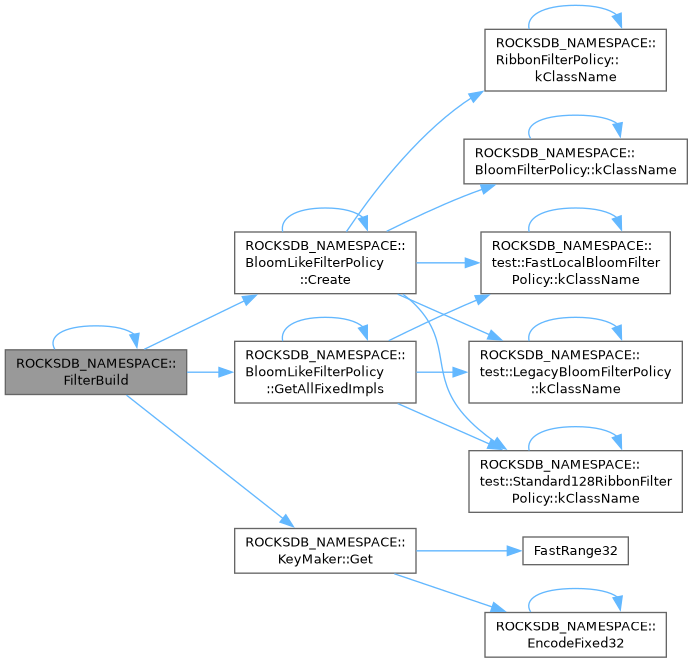 ROCKSDB_NAMESPACE::
RibbonFilterPolicy::
kClassName
ROCKSDB_NAMESPACE::
BloomFilterPolicy::kClassName
ROCKSDB_NAMESPACE::
BloomLikeFilterPolicy
::Create
ROCKSDB_NAMESPACE::
test::FastLocalBloomFilter
Policy::kClassName
ROCKSDB_NAMESPACE::
FilterBuild
ROCKSDB_NAMESPACE::
BloomLikeFilterPolicy
::GetAllFixedImpls
ROCKSDB_NAMESPACE::
test::LegacyBloomFilterPolicy
::kClassName
ROCKSDB_NAMESPACE::
test::Standard128RibbonFilter
Policy::kClassName
ROCKSDB_NAMESPACE::
KeyMaker::Get
FastRange32
ROCKSDB_NAMESPACE::
EncodeFixed32